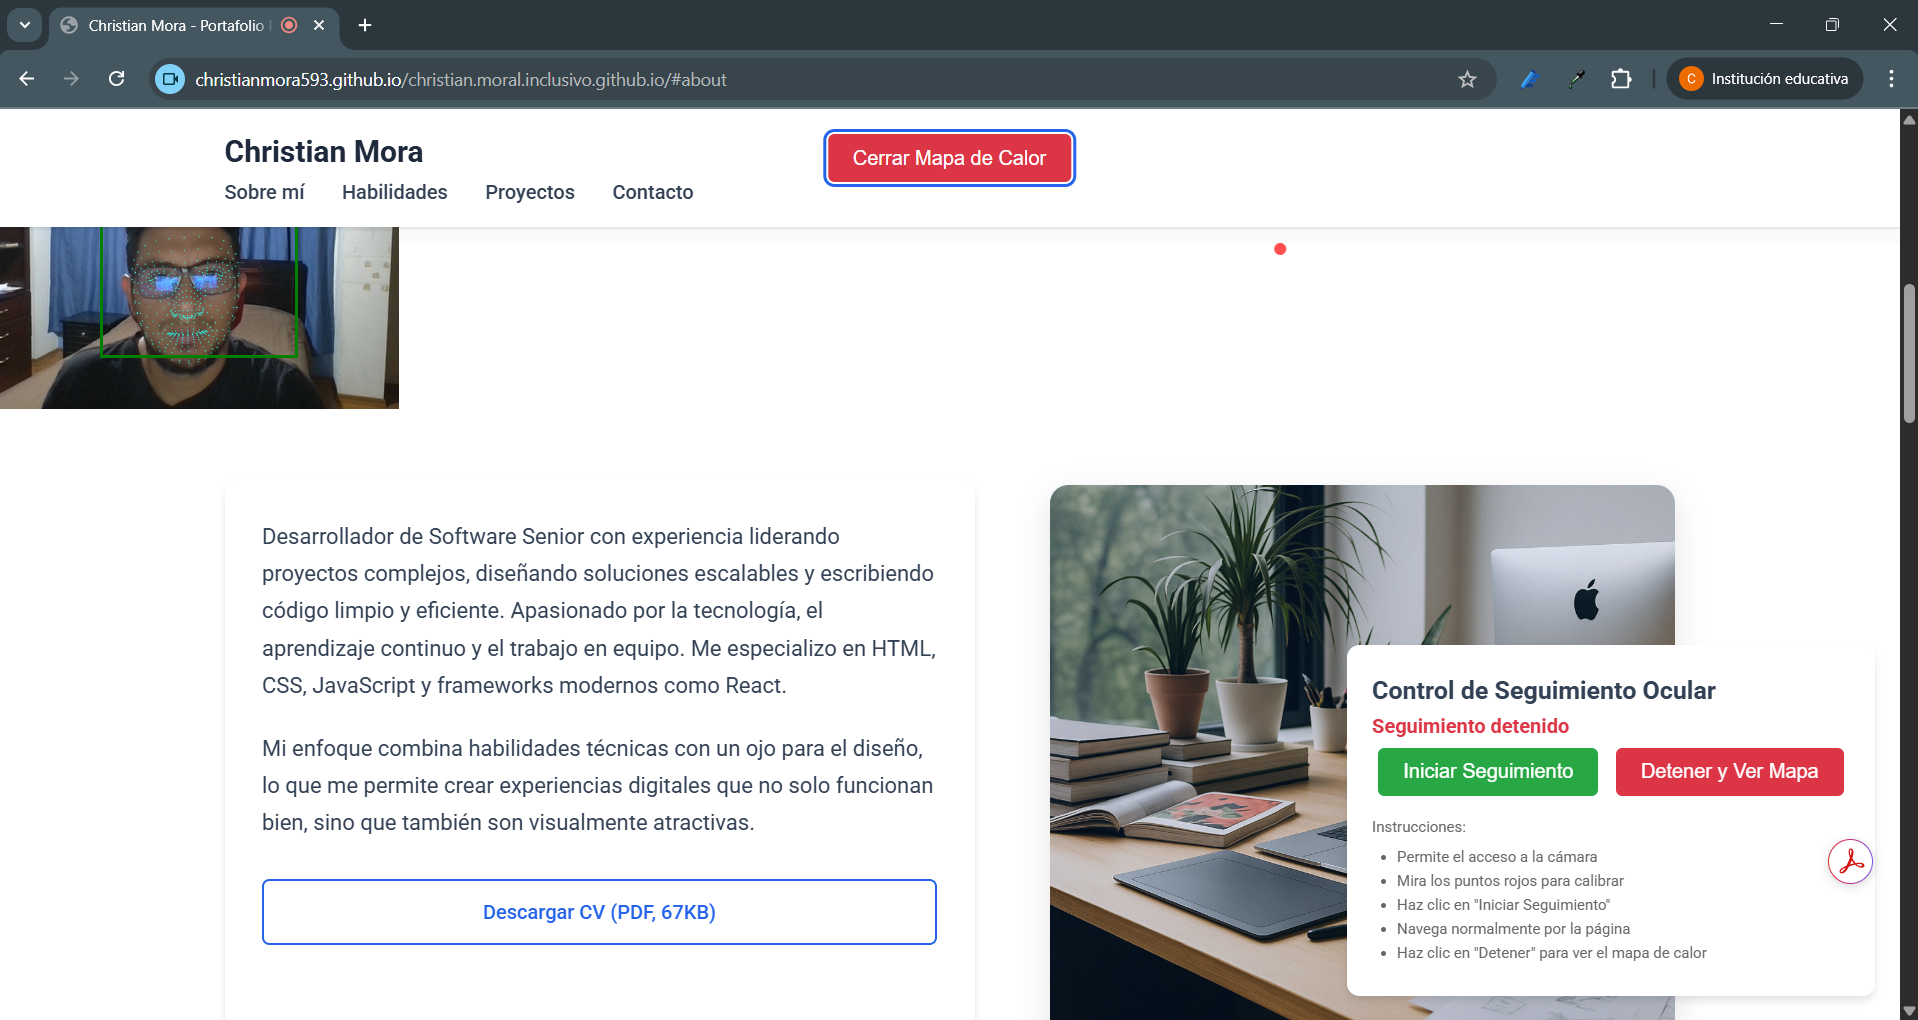 Christian Mora - Portafolio
christianmora593.github.io/christian.moral.inclusivo.github.io/#about
C
Institución educativa
Christian Mora
Sobre mí
Habilidades
Proyectos
Contacto
Cerrar Mapa de Calor
Desarrollador de Software Senior con experiencia liderando
proyectos complejos, diseñando soluciones escalables y escribiendo
código limpio y eficiente. Apasionado por la tecnología, el
aprendizaje continuo y el trabajo en equipo. Me especializo en HTML,
CSS, JavaScript y frameworks modernos como React.
Mi enfoque combina habilidades técnicas con un ojo para el diseño,
lo que me permite crear experiencias digitales que no solo funcionan
bien, sino que también son visualmente atractivas.
Descargar CV (PDF, 67KB)
Control de Seguimiento Ocular
Seguimiento detenido
Iniciar Seguimiento
Detener y Ver Mapa
Instrucciones:
Permite el acceso a la cámara
Mira los puntos rojos para calibrar
Haz clic en "Iniciar Seguimiento"
Navega normalmente por la página
Haz clic en "Detener" para ver el mapa de calor